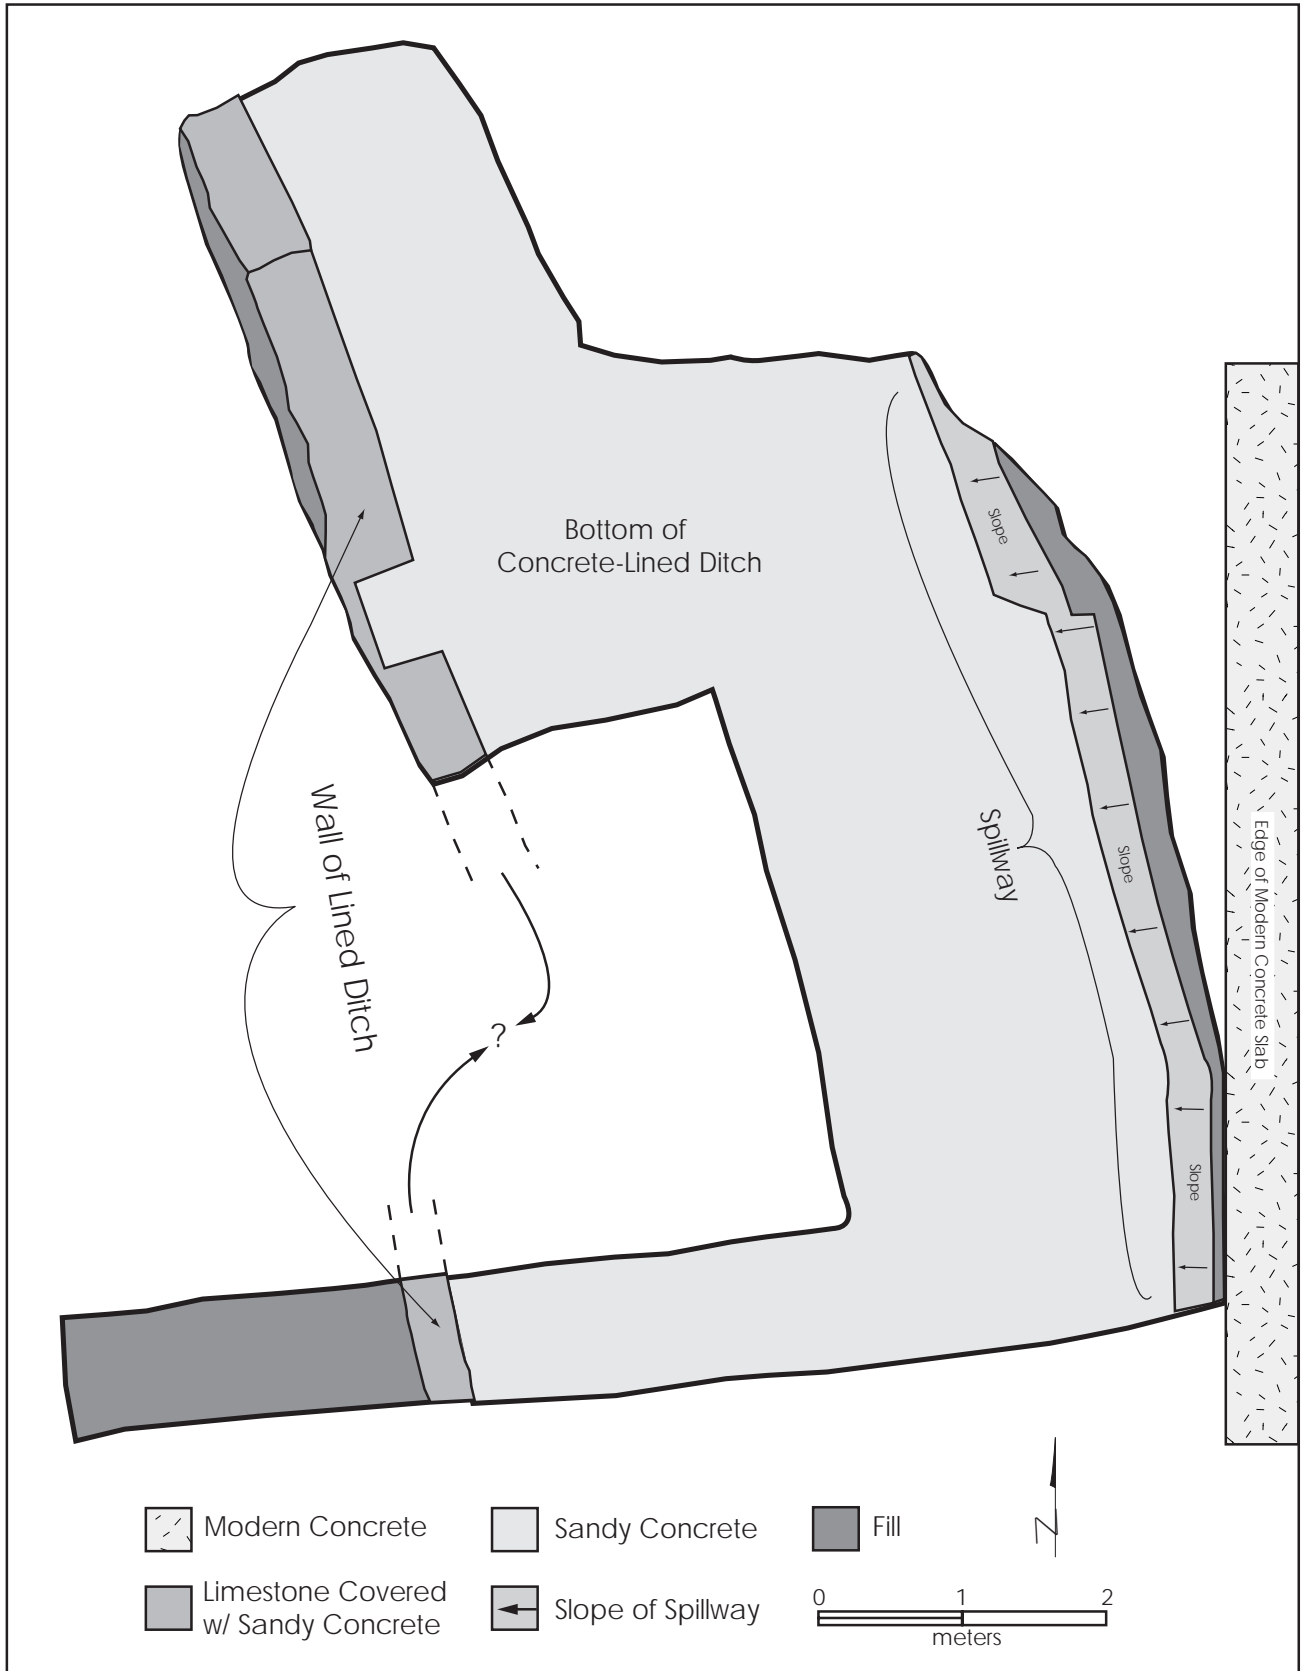 Bottom of
Concrete-Lined Ditch
Slope
Wall of Lined Ditch
Spillway
Slope
Edge of Modern Concrete Slab
?
Slope
Modern Concrete
Sandy Concrete
Fill
N
Limestone Covered
w/ Sandy Concrete
Slope of Spillway
0 1 2
meters